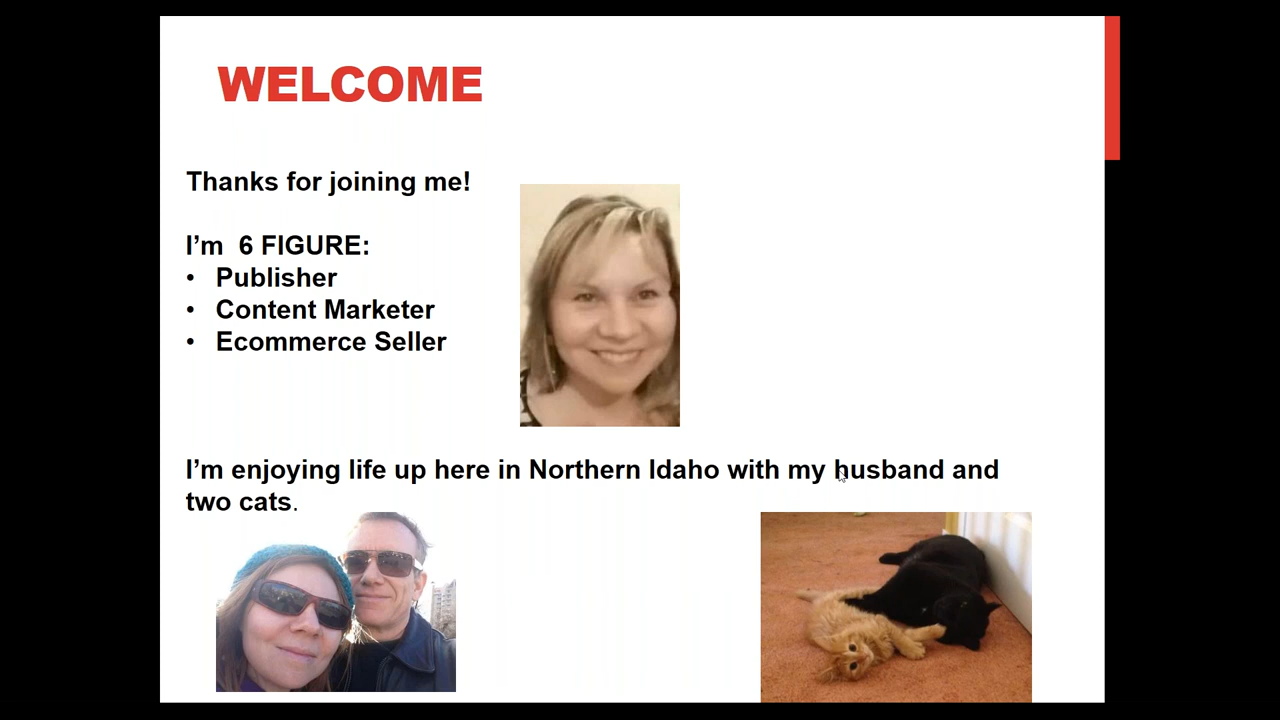 WELCOME
Thanks for joining me!
I'm  6 FIGURE:
• Publisher
• Content Marketer
• Ecommerce Seller
I'm enjoying life up here in Northern Idaho with my husband and
two cats.